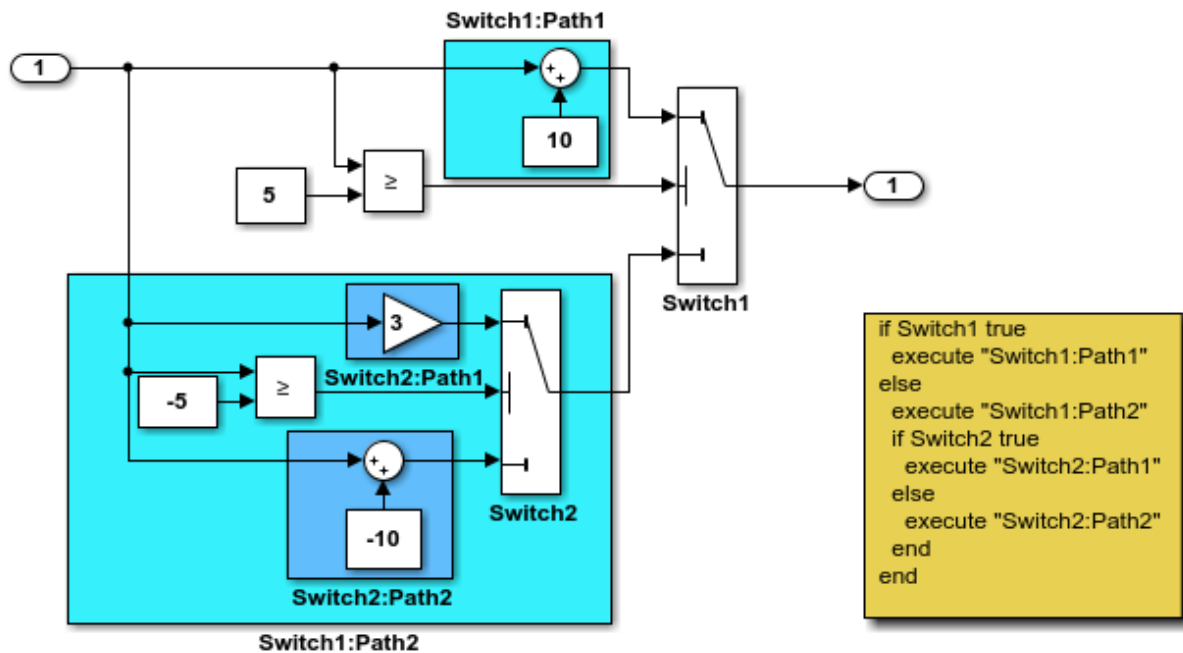 Switch1:Path1
1
10
5
≥
1
Switch1
3
Switch2:Path1
-5
≥
Switch2
-10
Switch2:Path2
Switch1:Path2
if Switch1 true
execute "Switch1:Path1"
else
execute "Switch1:Path2"
if Switch2 true
execute "Switch2:Path1"
else
execute "Switch2:Path2"
end
end